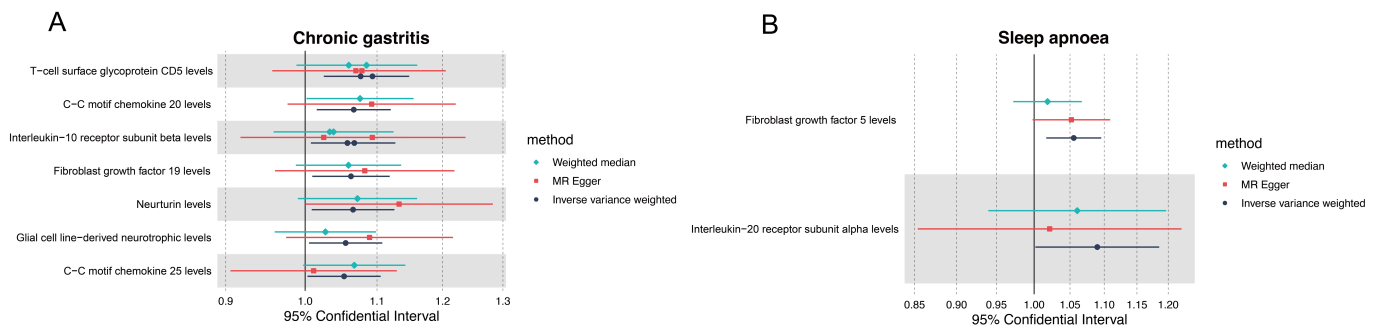 A
Chronic gastritis
T−cell surface glycoprotein CD5 levels
C−C motif chemokine 20 levels
Interleukin−10 receptor subunit beta levels
Fibroblast growth factor 19 levels
Neurturin levels
Glial cell line−derived neurotrophic levels
C−C motif chemokine 25 levels
0.9 1.0 1.1 1.2 1.3
95% Confidential Interval
method
Weighted median
MR Egger
Inverse variance weighted
B
Sleep apnoea
Fibroblast growth factor 5 levels
Interleukin−20 receptor subunit alpha levels
0.85 0.90 0.95 1.00 1.05 1.10 1.15 1.20
95% Confidential Interval
method
Weighted median
MR Egger
Inverse variance weighted